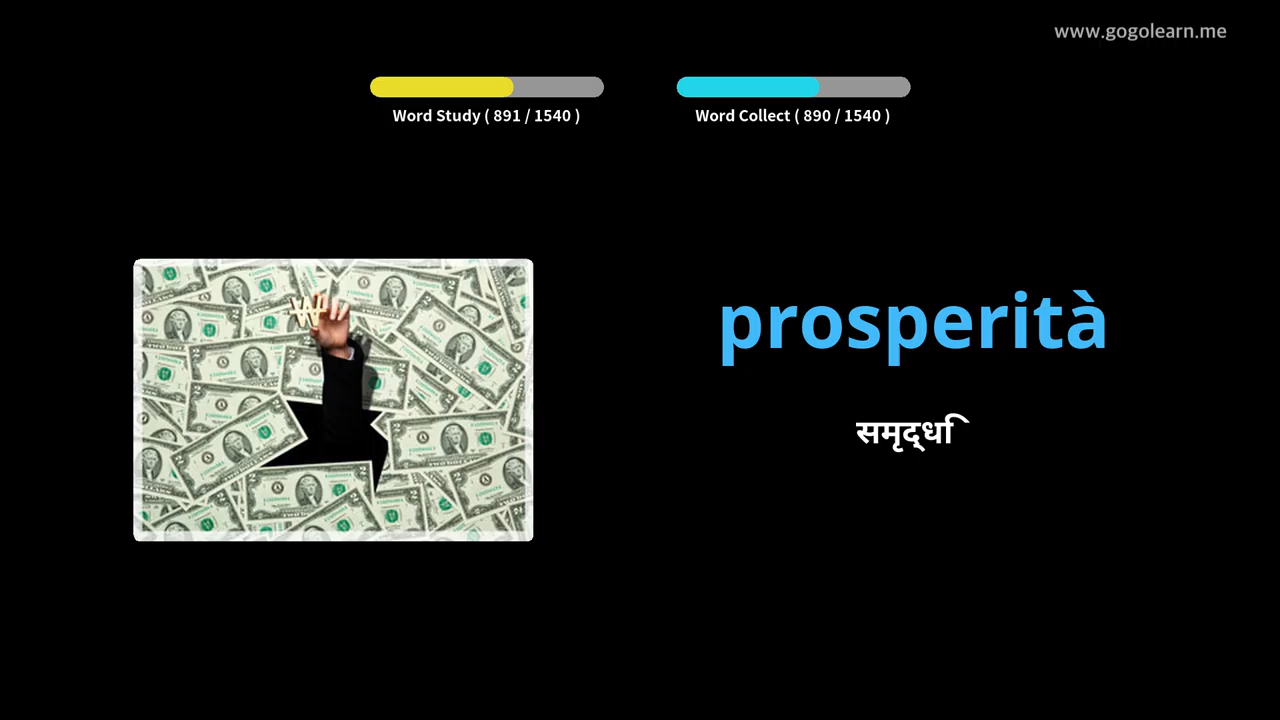 www.gogolearn.me
Word Study ( 891 / 1540 )
Word Collect ( 890 / 1540 )
prosperità
समृद्धि